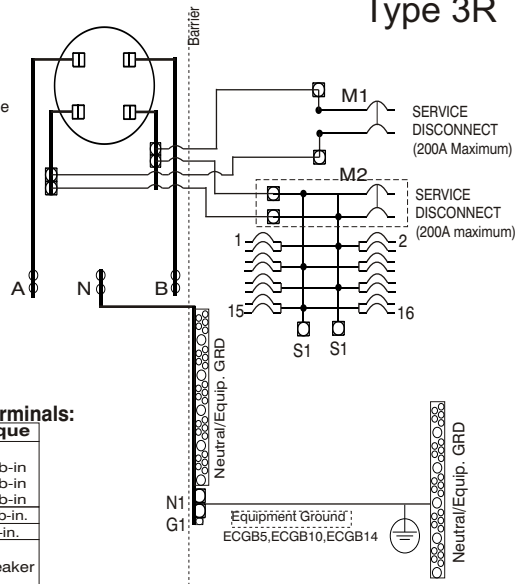 Type 3R
Barrier
e
M1
SERVICE
DISCONNECT
(200A Maximum)
M2
SERVICE
DISCONNECT
(200A maximum)
1
2
15
16
S1
S1
A
N
B
Neutral/Equip. GRD
rminals:
que
b-in
b-in
b-in
o-in.
-in.
eaker
N1
G1
Equipment Ground
ECGB5,ECGB10,ECGB14
Neutral/Equip. GRD